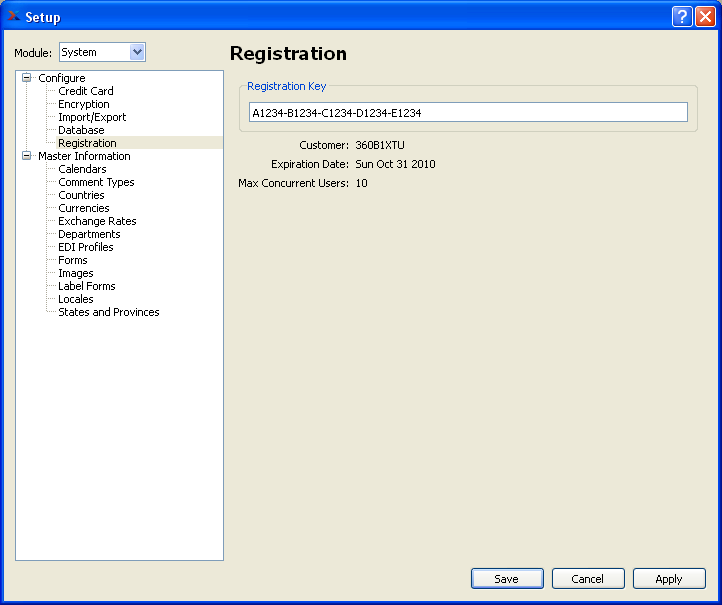 Setup
Module: System
Configure
Credit Card
Encryption
Import/Export
Database
Registration
Master Information
Calendars
Comment Types
Countries
Currencies
Exchange Rates
Departments
EDI Profiles
Forms
Images
Label Forms
Locales
States and Provinces
Registration
Registration Key
A1234-B1234-C1234-D1234-E1234
Customer: 360B1XTU
Expiration Date: Sun Oct 31 2010
Max Concurrent Users: 10
Save Cancel Apply